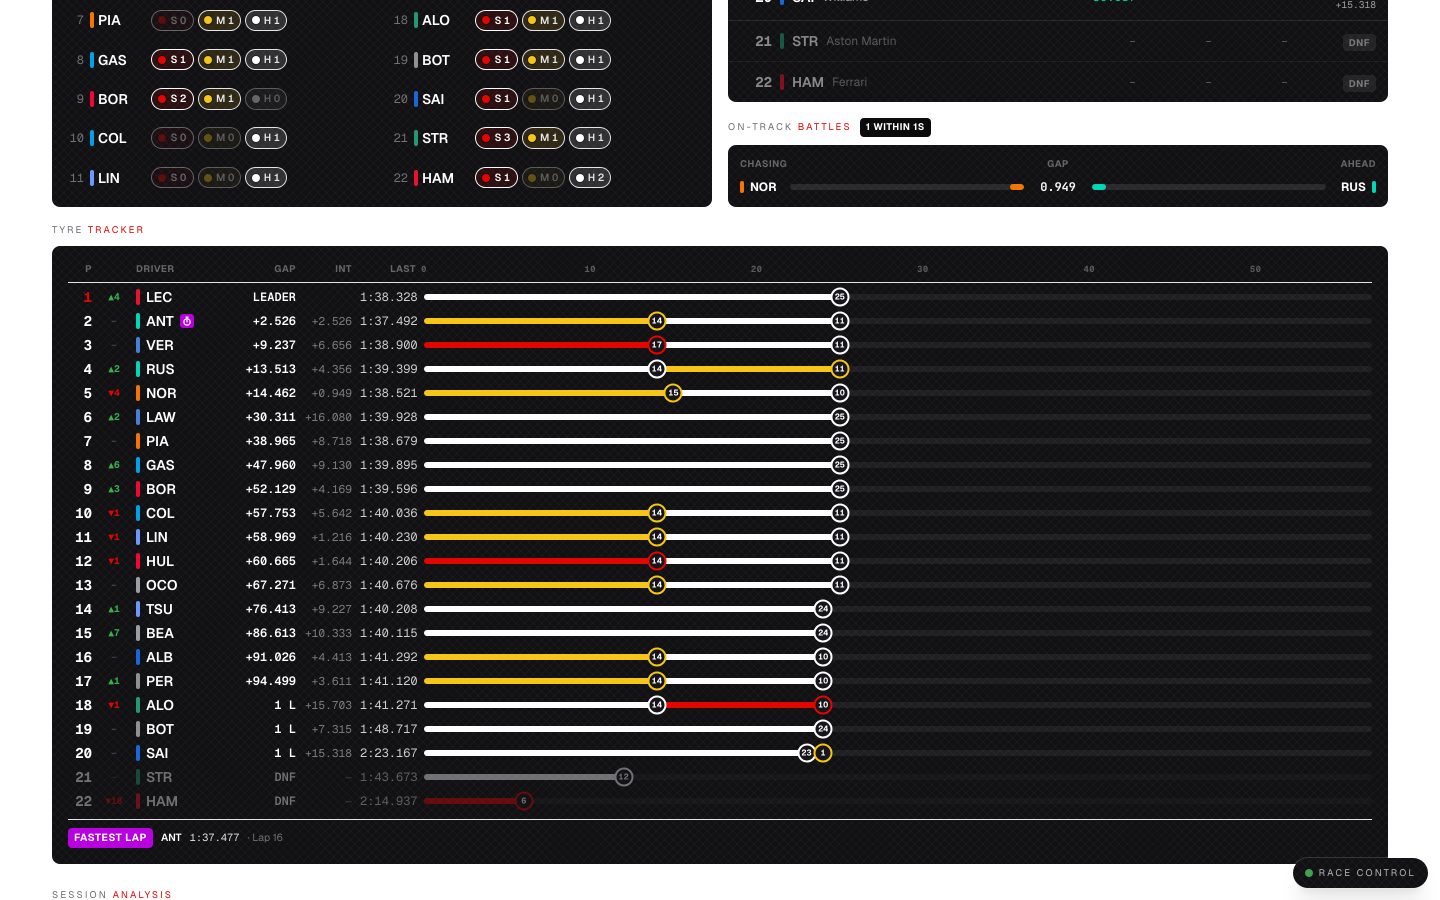 7 PIA S 0 M 1 H 1 18 ALO S 1 M 1 H 1
8 GAS S 1 M 1 H 1 19 BOT S 1 M 1 H 1
9 BOR S 2 M 1 H 0 20 SAI S 1 M 0 H 1
10 COL S 0 M 0 H 1 21 STR S 3 M 1 H 1
11 LIN S 0 M 0 H 1 22 HAM S 1 M 0 H 2
+15.318
21 STR Aston Martin – – – DNF
22 HAM Ferrari – – – DNF
ON-TRACK BATTLES 1 WITHIN 1S
CHASING GAP AHEAD
NOR 0.949 RUS
TYRE TRACKER
P DRIVER GAP INT LAST 0 10 20 30 40 50
1 ▲4 LEC LEADER 1:38.328 25
2 – ANT +2.526 +2.526 1:37.492 14 11
3 – VER +9.237 +6.656 1:38.900 17 11
4 ▲2 RUS +13.513 +4.356 1:39.399 14 11
5 ▼4 NOR +14.462 +0.949 1:38.521 15 10
6 ▲2 LAW +30.311 +16.080 1:39.928 25
7 – PIA +38.965 +8.718 1:38.679 25
8 ▲6 GAS +47.960 +9.130 1:39.895 25
9 ▲3 BOR +52.129 +4.169 1:39.596 25
10 ▼1 COL +57.753 +5.642 1:40.036 14 11
11 ▼1 LIN +58.969 +1.216 1:40.230 14 11
12 ▼1 HUL +60.665 +1.644 1:40.206 14 11
13 – OCO +67.271 +6.873 1:40.676 14 11
14 ▲1 TSU +76.413 +9.227 1:40.208 24
15 ▲7 BEA +86.613 +10.333 1:40.115 24
16 – ALB +91.026 +4.413 1:41.292 14 10
17 ▲1 PER +94.499 +3.611 1:41.120 14 10
18 ▼1 ALO 1 L +15.703 1:41.271 14 10
19 – BOT 1 L +7.315 1:48.717 24
20 – SAI 1 L +15.318 2:23.167 23 1
21 – STR DNF – 1:43.673 12
22 ▼18 HAM DNF – 2:14.937 6
FASTEST LAP ANT 1:37.477 · Lap 16
RACE CONTROL
SESSION ANALYSIS